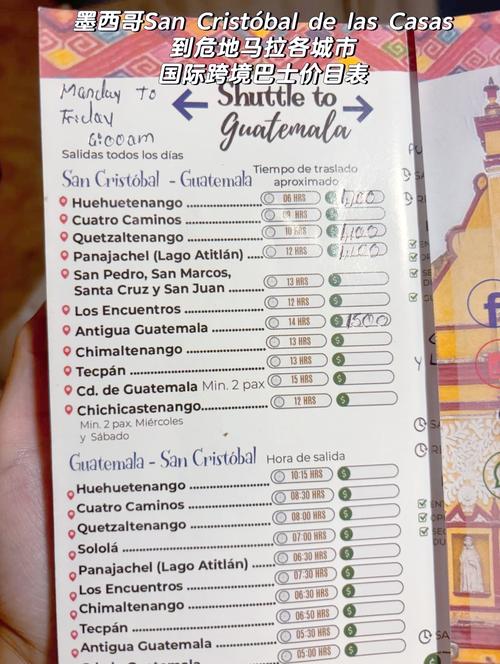 墨西哥San Cristóbal de las Casas
到危地马拉各城市
国际跨境巴士价目表
Manday To
Friday
6:00am
Shuttle to
Guatemala
Salidas todos los días
San Cristóbal - Guatemala
Tiempo de traslado
aproximado
Huehuetenango 06 HRS $ 1,100
Cuatro Caminos HRS $
Quetzaltenango 10 HRS $ 1,100
Panajachel (Lago Atitlán) 12 HRS $ 1,100
San Pedro, San Marcos,
Santa Cruz y San Juan 13 HRS $
Los Encuentros 12 HRS $
Antigua Guatemala 14 HRS $ 1500
Chimaltenango 13 HRS $
Tecpán 13 HRS $
Cd. de Guatemala Min. 2 pax 15 HRS $
Chichicastenango 12 HRS $
Min. 2 pax. Miércoles
y Sábado
Guatemala - San Cristóbal
Hora de salida
Huehuetenango 10:15 HRS $
Cuatro Caminos 08:30 HRS $
Quetzaltenango 08:00 HRS $
Sololá 07:00 HRS $
Panajachel (Lago Atitlán) 06:30 HRS $
Los Encuentros 07:30 HRS $
Chimaltenango 06:30 HRS $
Tecpán 06:50 HRS $
Antigua Guatemala 05:30 HRS $
05:00 HRS $